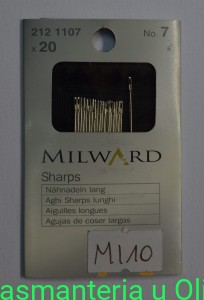 212 1107
x 20
No. 7
MILWARD
Sharps
Nähnadeln lang
Aghi Sharps lunghi
Aiguilles longues
Agujas de coser largas
M110
asmanteria y Oli